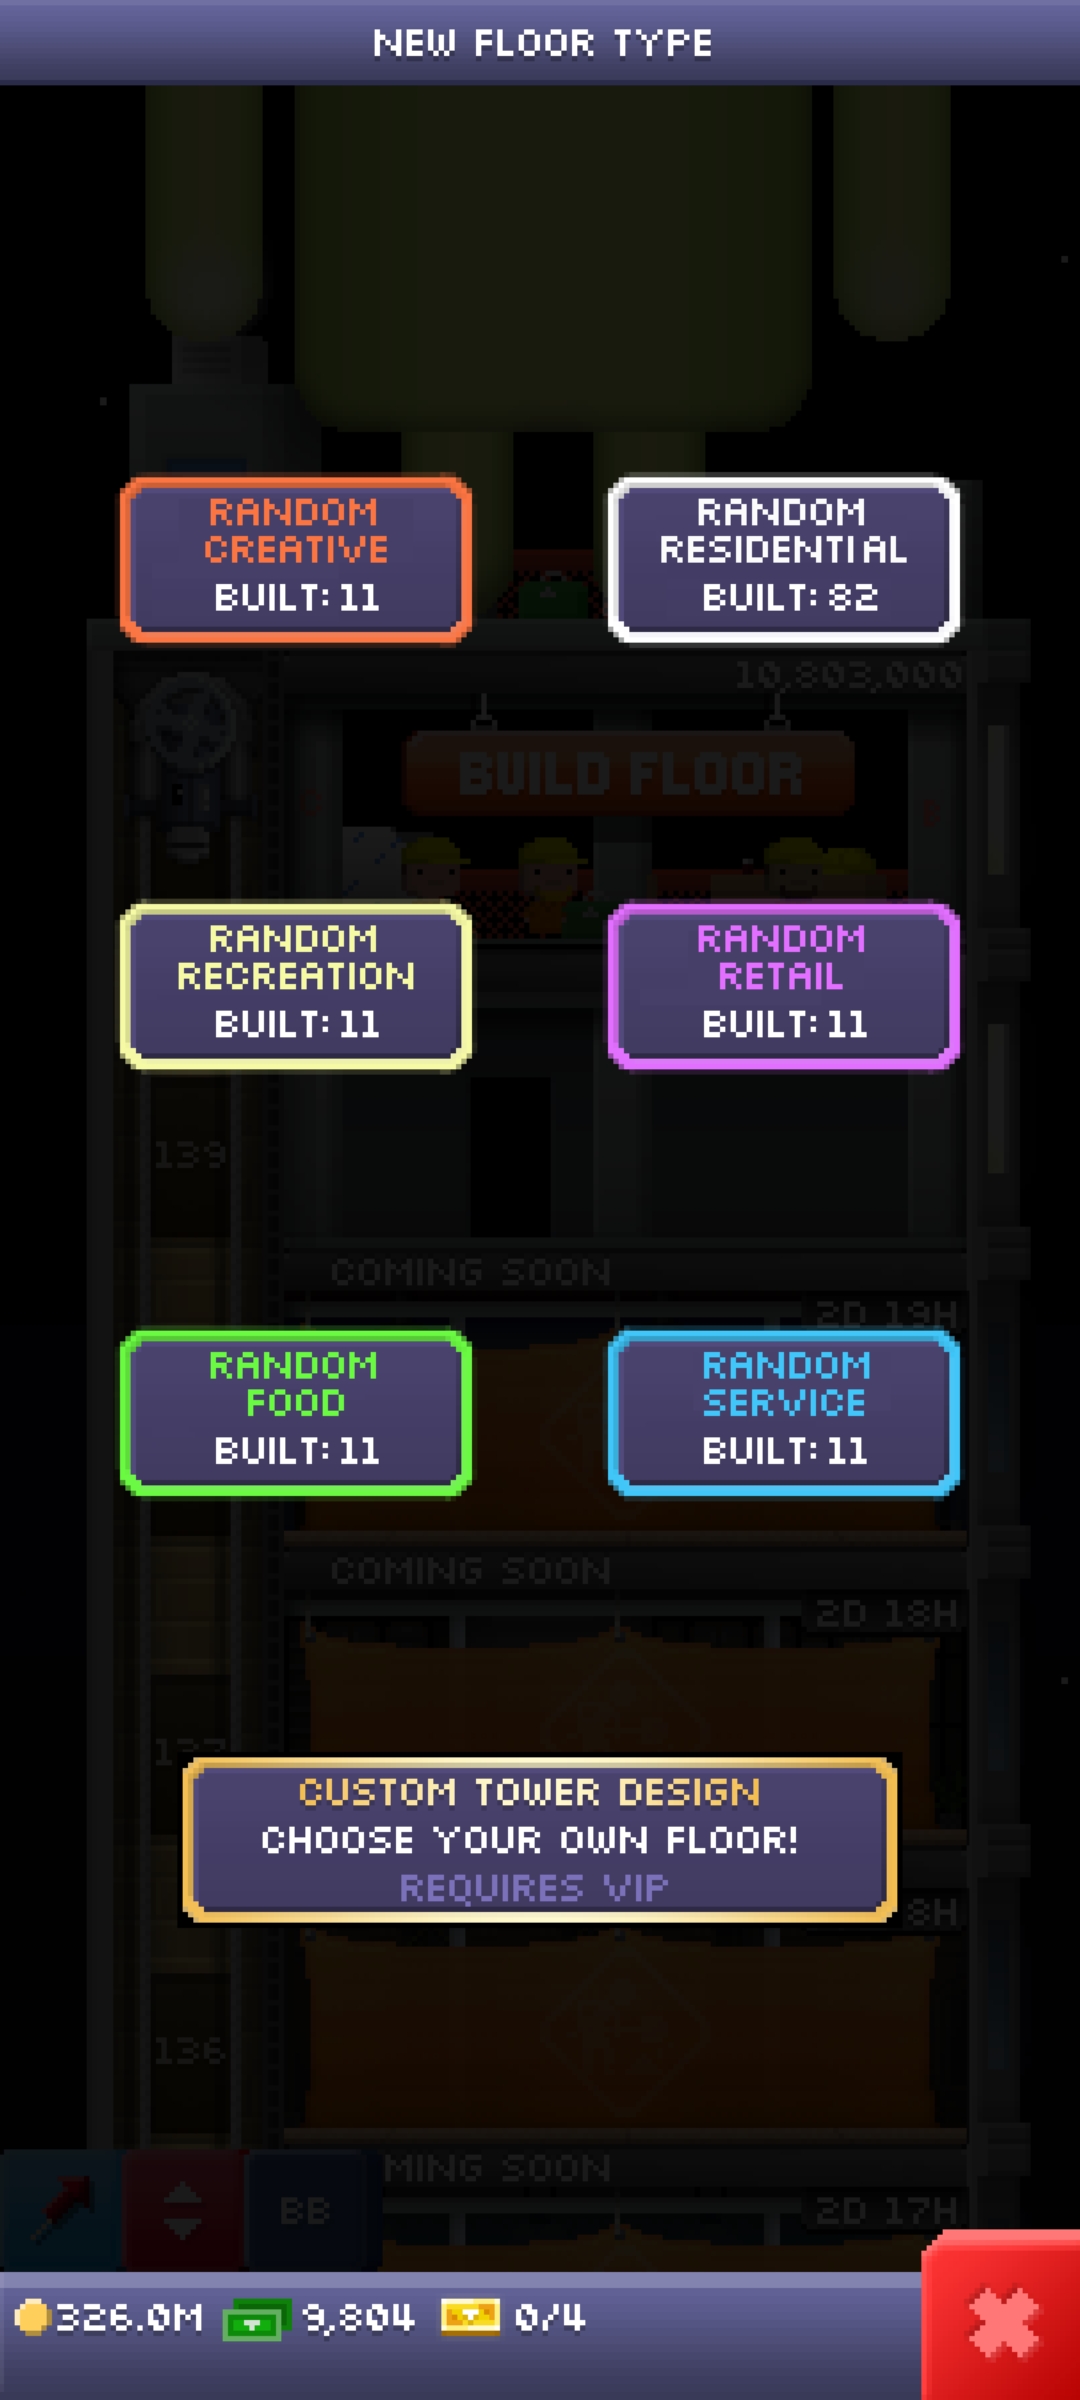 NEW FLOOR TYPE
RANDOM
CREATIVE
BUILT: 11
RANDOM
RESIDENTIAL
BUILT: 82
10,803,000
BUILD FLOOR
RANDOM
RECREATION
BUILT: 11
RANDOM
RETAIL
BUILT: 11
139
COMING SOON
2D 19H
RANDOM
FOOD
BUILT: 11
RANDOM
SERVICE
BUILT: 11
COMING SOON
2D 18H
137
CUSTOM TOWER DESIGN
CHOOSE YOUR OWN FLOOR!
REQUIRES VIP
8H
136
MING SOON
BB
2D 17H
326.0M
9,804
0/4